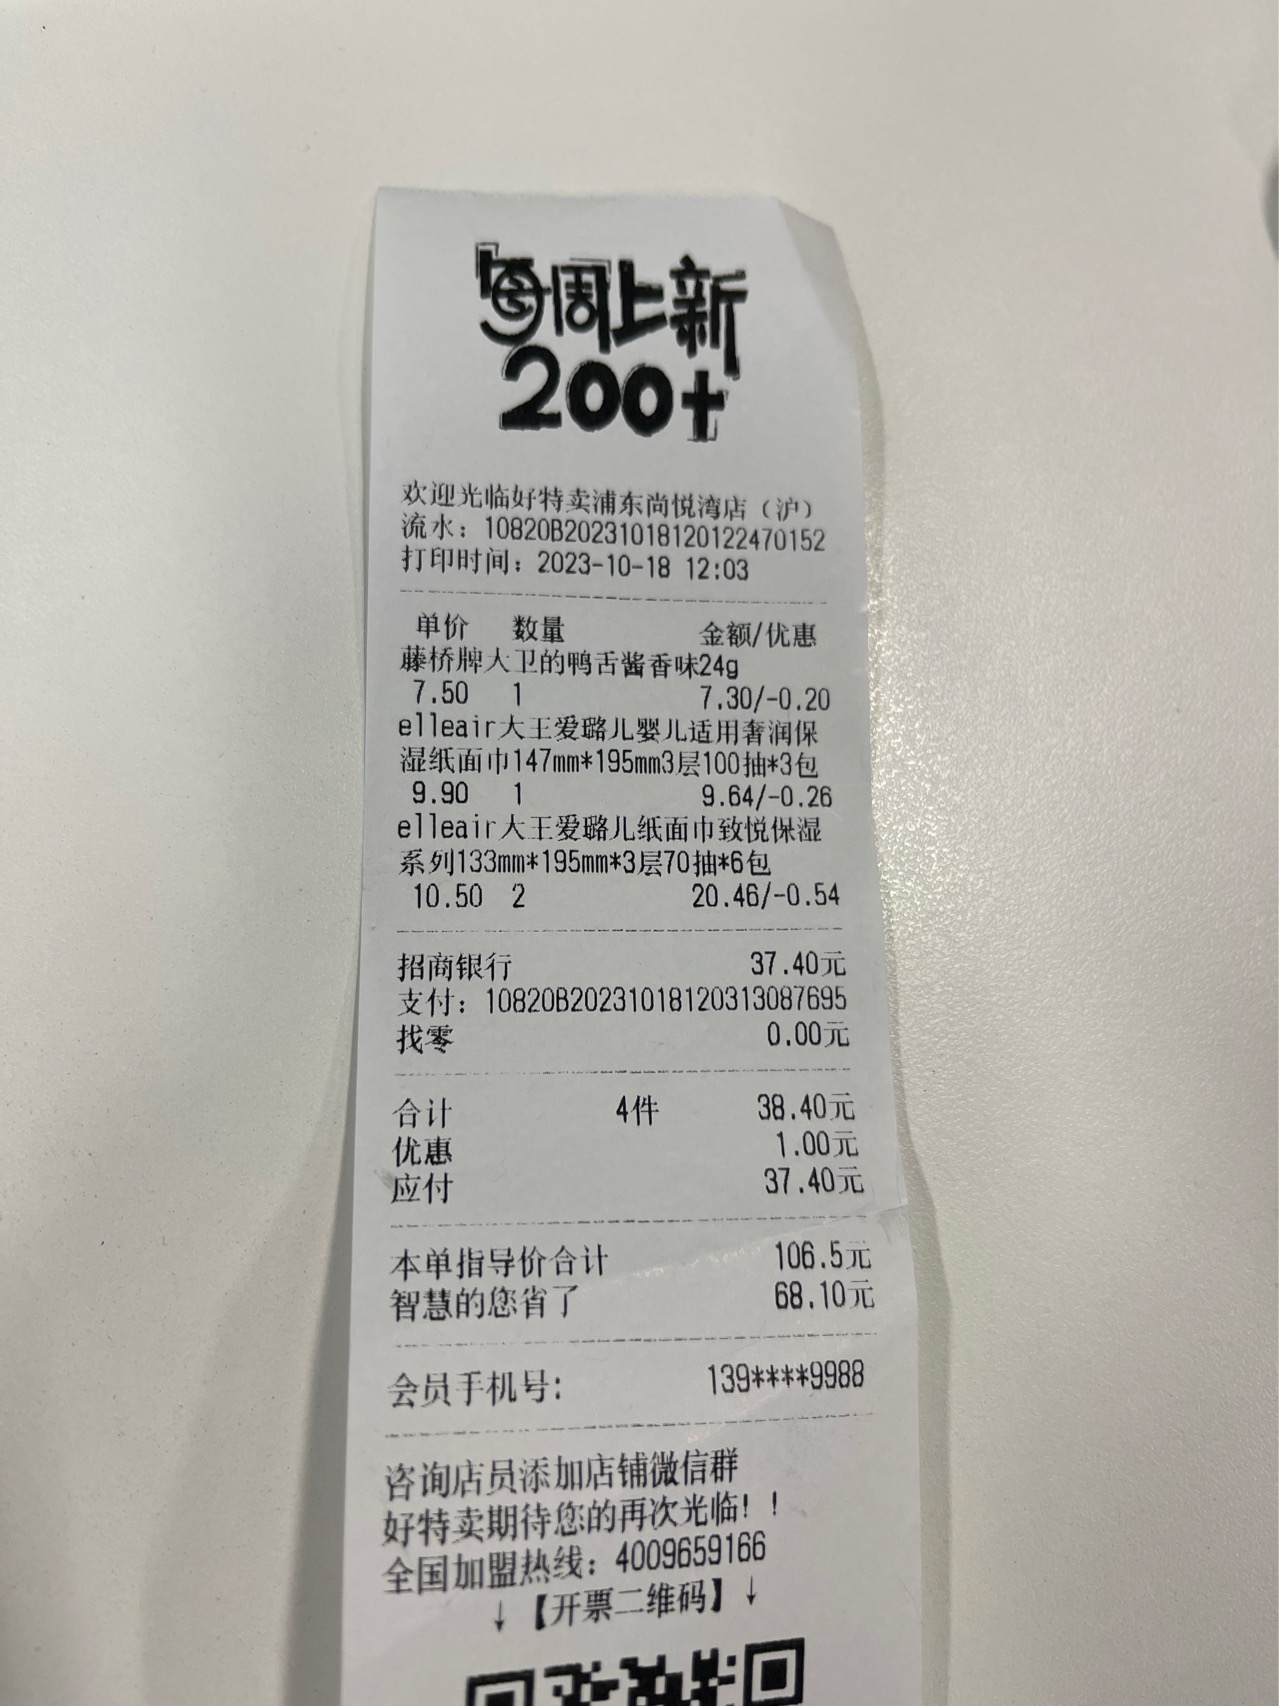 每周上新
200+
欢迎光临好特卖浦东尚悦湾店（沪）
流水：10820B20231018120122470152
打印时间：2023-10-18 12:03
单价 数量 金额/优惠
藤桥牌大卫的鸭舌酱香味24g
7.50 1 7.30/-0.20
elleair大王爱璐儿婴儿适用奢润保
湿纸面巾147mm*195mm3层100抽*3包
9.90 1 9.64/-0.26
elleair大王爱璐儿纸面巾致悦保湿
系列133mm*195mm*3层70抽*6包
10.50 2 20.46/-0.54
招商银行 37.40元
支付：10820B20231018120313087695
找零 0.00元
合计 4件 38.40元
优惠 1.00元
应付 37.40元
本单指导价合计 106.5元
智慧的您省了 68.10元
会员手机号: 139****9988
咨询店员添加店铺微信群
好特卖期待您的再次光临！！
全国加盟热线：4009659166
↓【开票二维码】↓